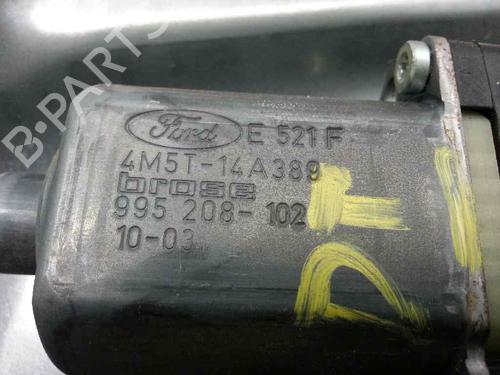 B-PARTS
Ford E 521 F
4M5T-14A389
brose
995 208-102
10-03